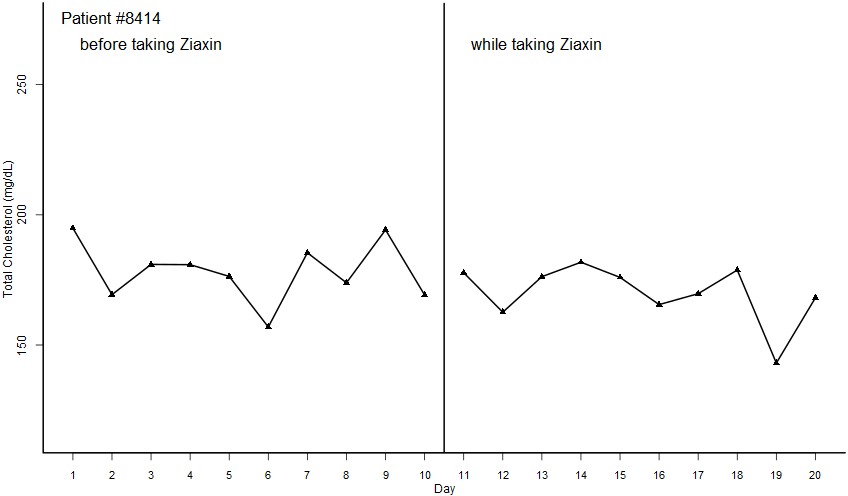 Patient #8414
before taking Ziaxin
while taking Ziaxin
Total Cholesterol (mg/dL)
250
200
150
1 2 3 4 5 6 7 8 9 10 11 12 13 14 15 16 17 18 19 20
Day